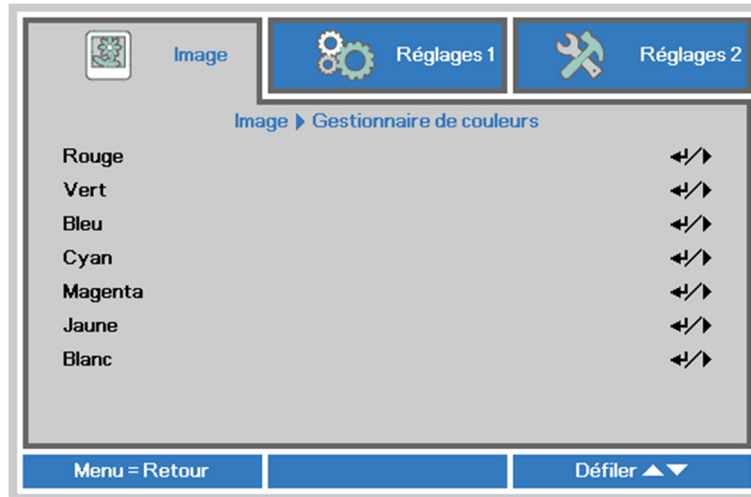 Image
Réglages 1
Réglages 2
Image ▶ Gestionnaire de couleurs
Rouge ↵/▶
Vert ↵/▶
Bleu ↵/▶
Cyan ↵/▶
Magenta ↵/▶
Jaune ↵/▶
Blanc ↵/▶
Menu = Retour
Défiler ▲▼